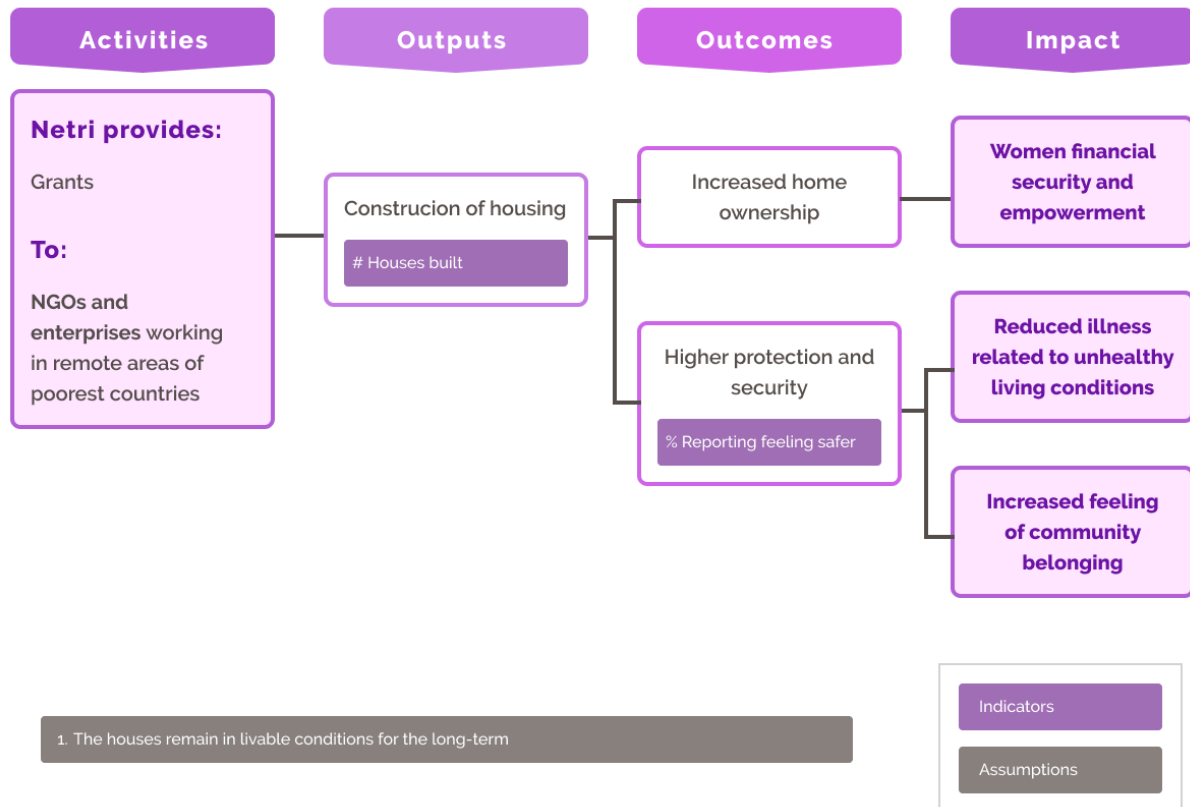 Activities
Outputs
Outcomes
Impact
Netri provides:
Grants
To:
NGOs and
enterprises working
in remote areas of
poorest countries
Construcion of housing
# Houses built
Increased home
ownership
Higher protection and
security
% Reporting feeling safer
Women financial
security and
empowerment
Reduced illness
related to unhealthy
living conditions
Increased feeling
of community
belonging
1. The houses remain in livable conditions for the long-term
Indicators
Assumptions